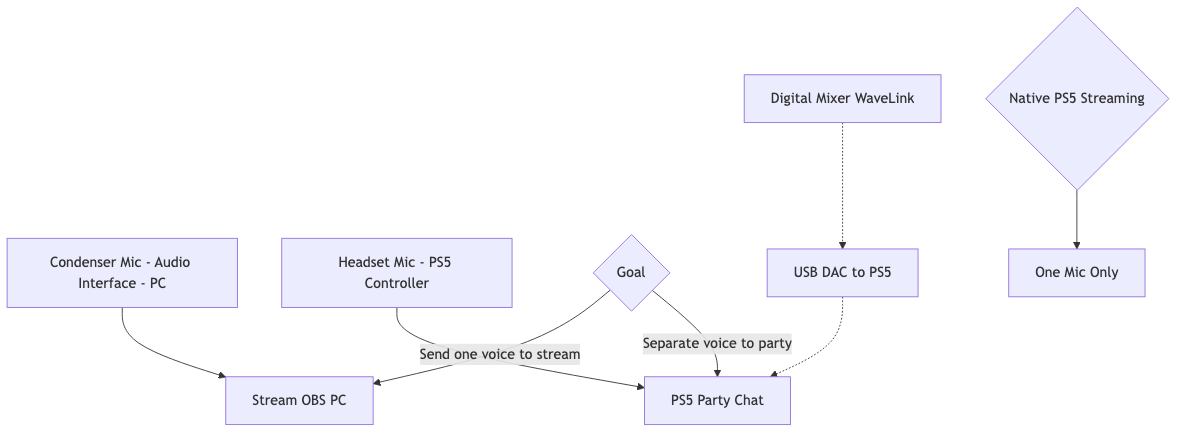 Digital Mixer WaveLink
Native PS5 Streaming
Condenser Mic - Audio
Interface - PC
Headset Mic - PS5
Controller
Goal
USB DAC to PS5
One Mic Only
Send one voice to stream
Separate voice to party
Stream OBS PC
PS5 Party Chat